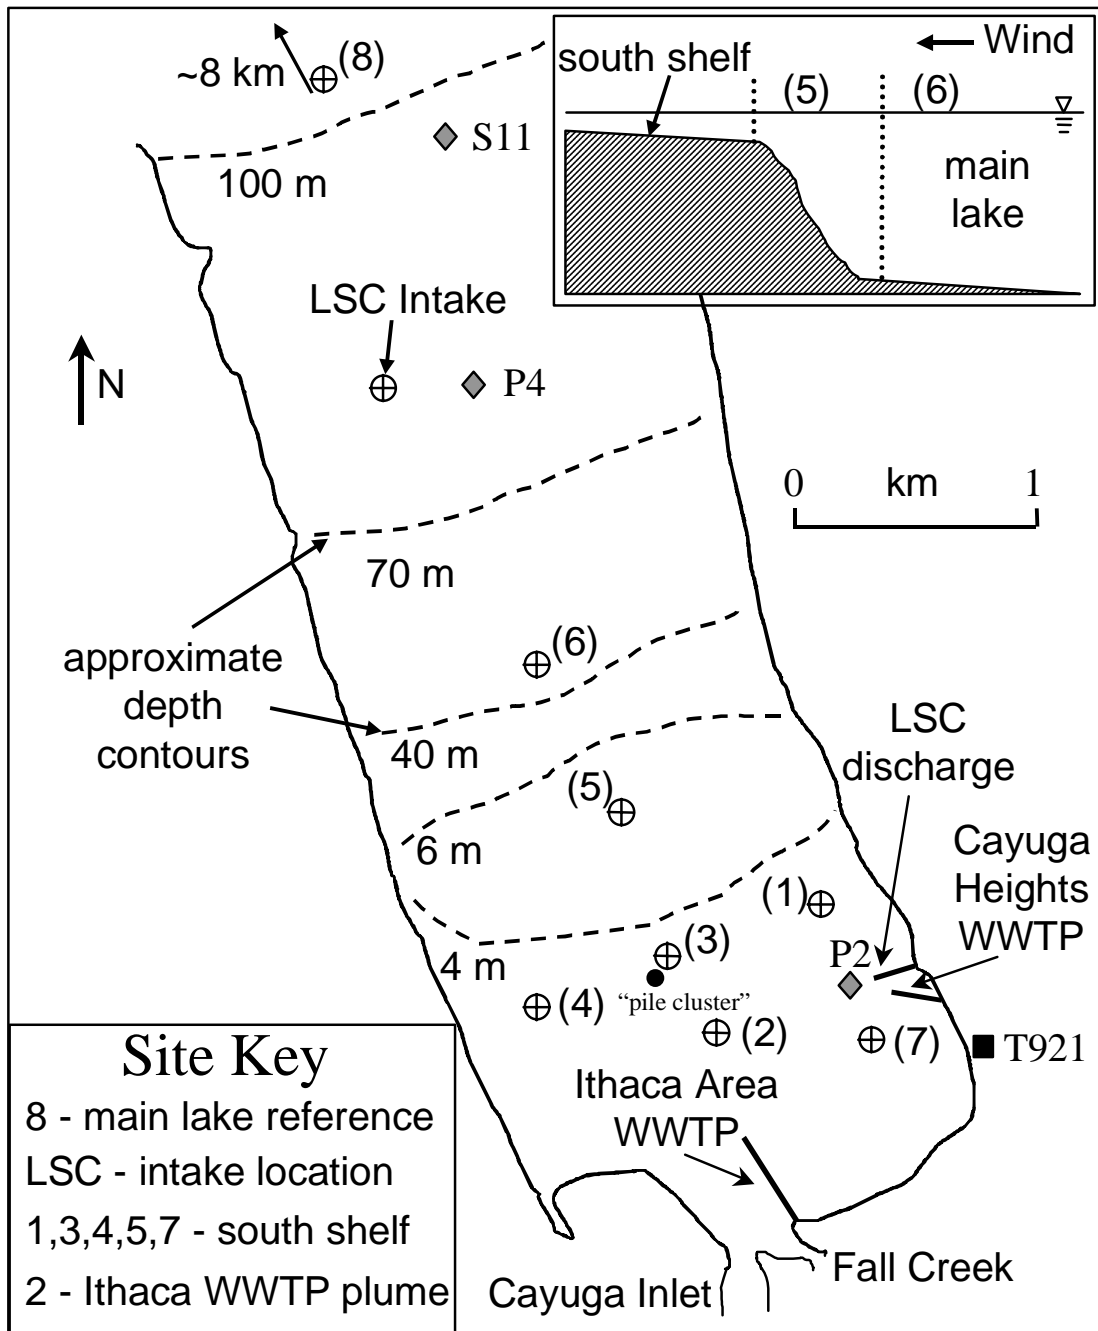 ~8 km
(8)
S11
100 m
south shelf
Wind
(5)
(6)
main
lake
LSC Intake
N
P4
0 km 1
70 m
approximate
depth
contours
(6)
40 m
(5)
6 m
LSC
discharge
Cayuga
Heights
WWTP
(1)
(3)
P2
4 m
"pile cluster"
(4)
(2)
(7)
T921
Ithaca Area
WWTP
Site Key
8 - main lake reference
LSC - intake location
1,3,4,5,7 - south shelf
2 - Ithaca WWTP plume
Cayuga Inlet
Fall Creek